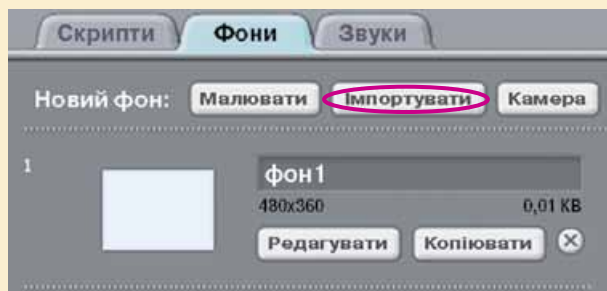 Скрипти Фони Звуки
Новий фон: Малювати Імпортувати Камера
1
фон1
480x360 0,01 KB
Редагувати Копіювати